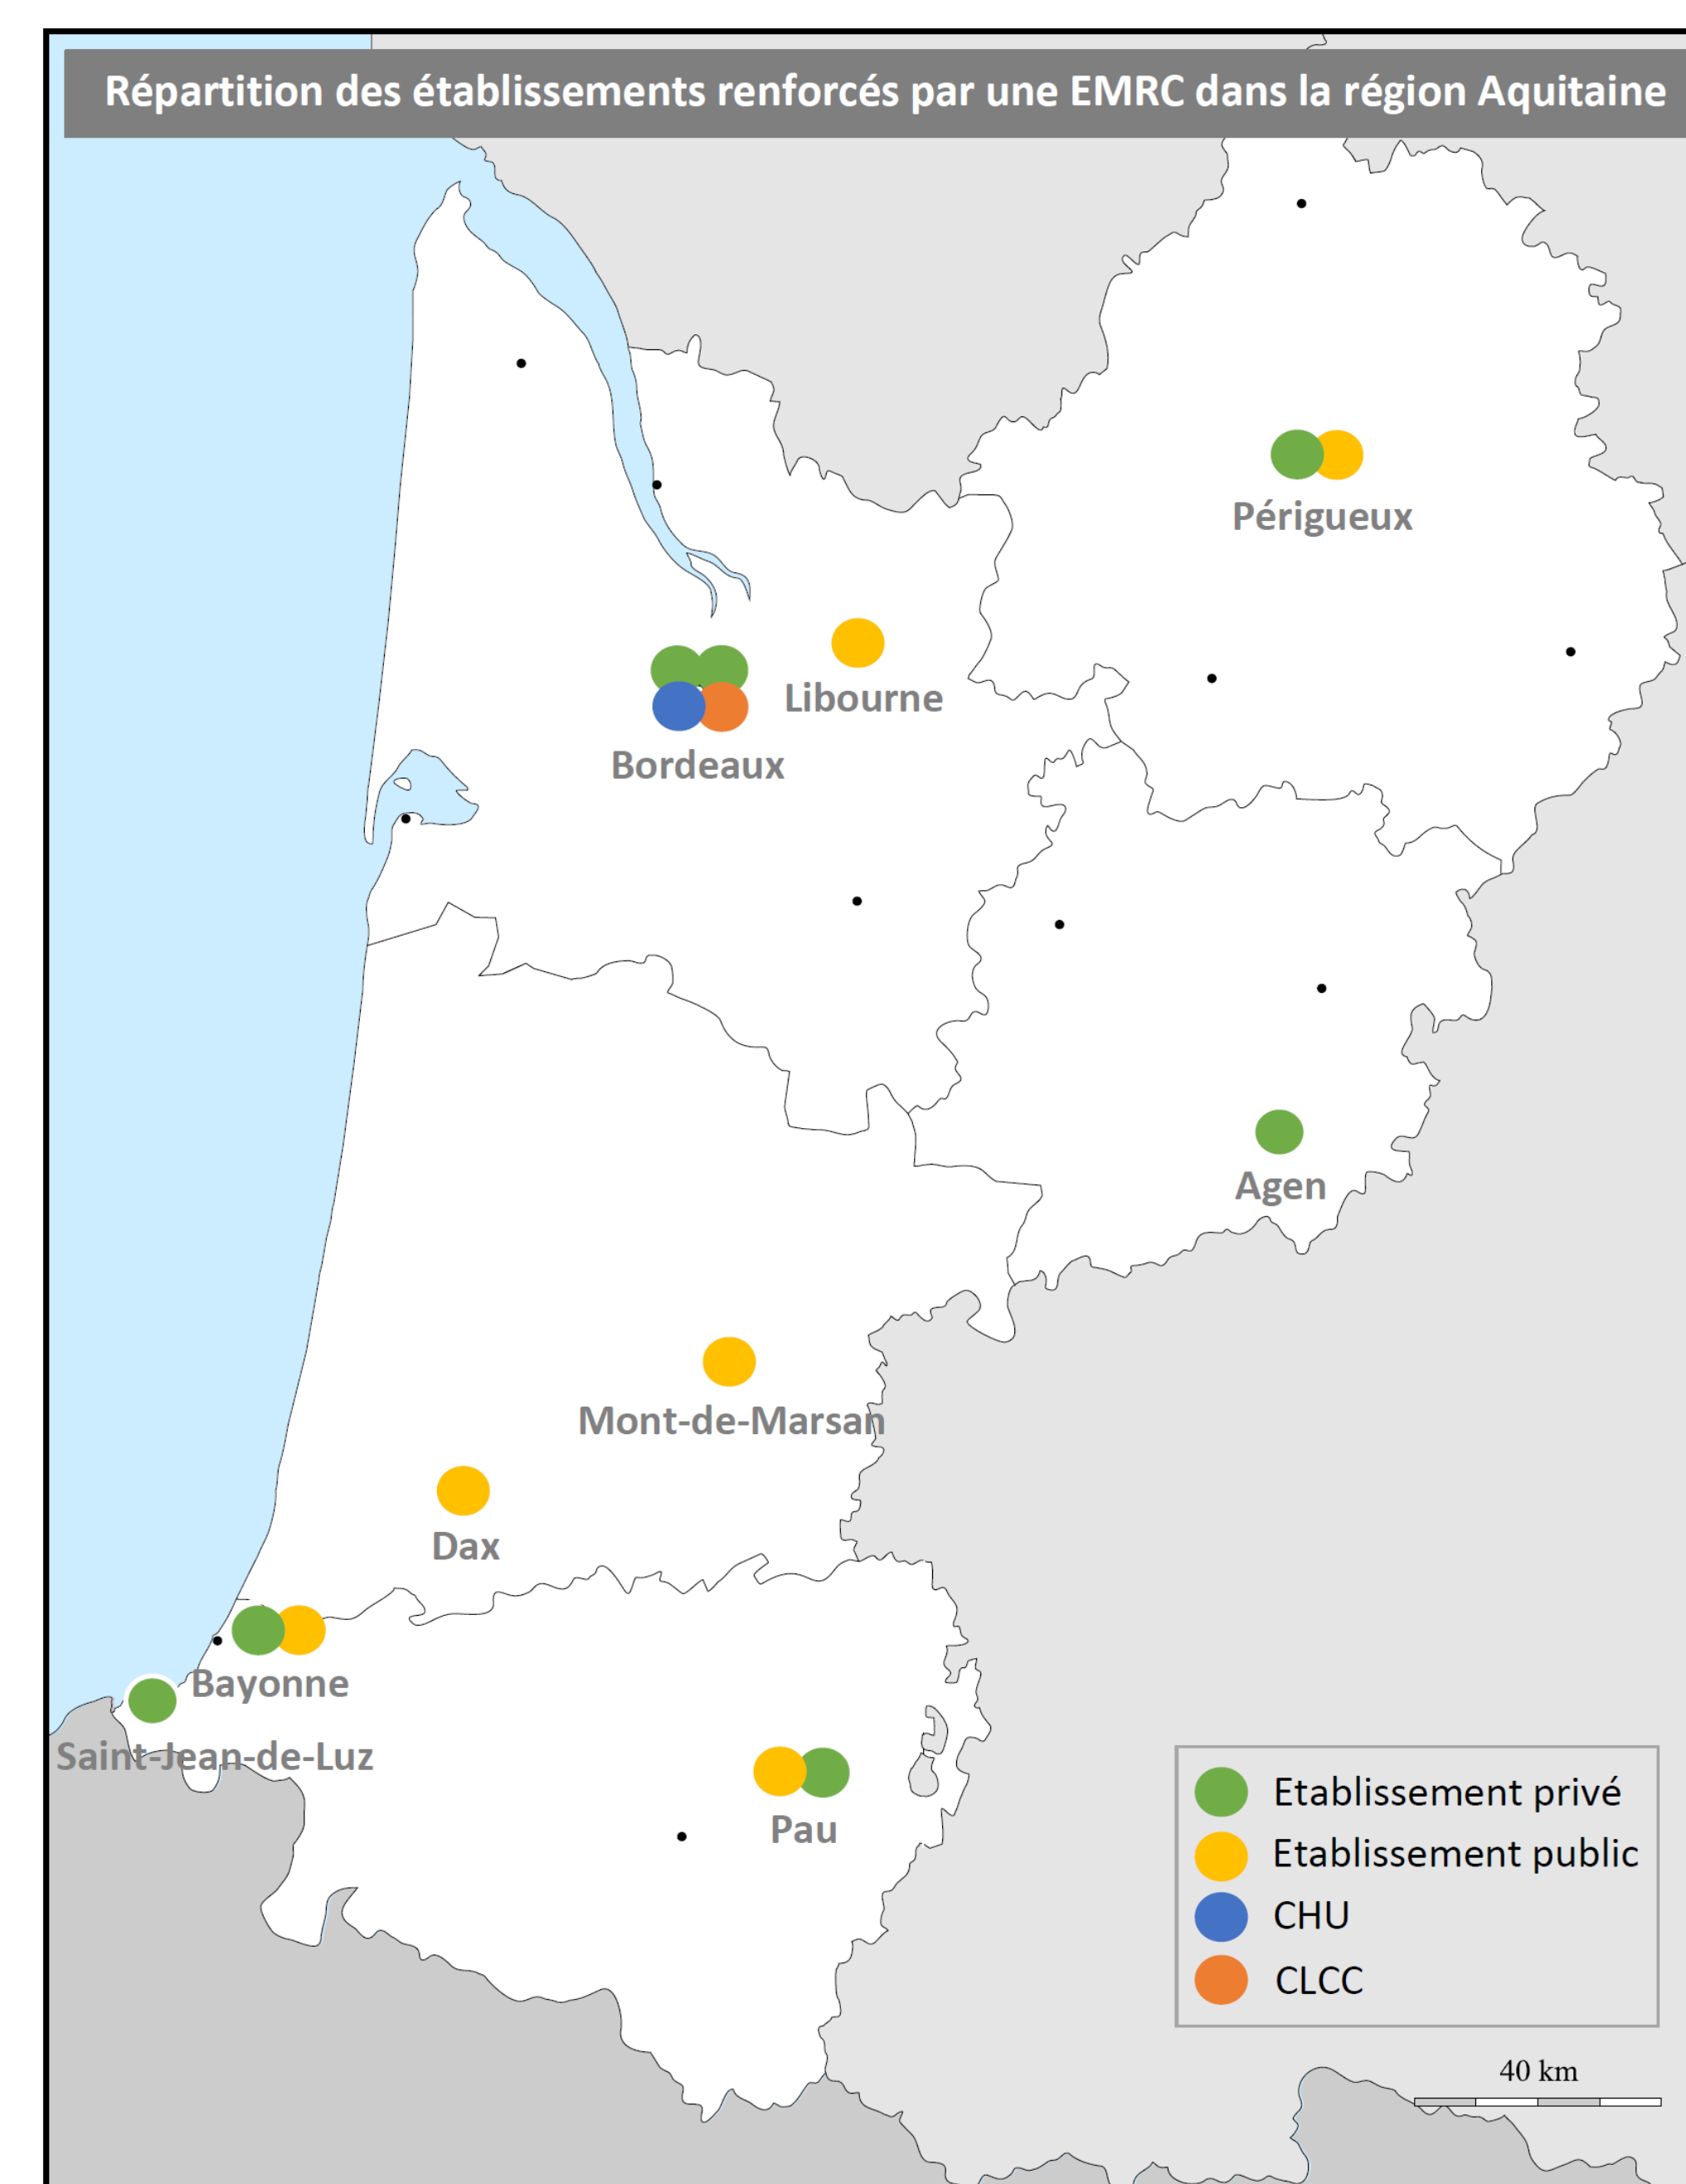 Répartition des établissements renforcés par une EMRC dans la région Aquitaine
Périgueux
Libourne
Bordeaux
Agen
Mont-de-Marsan
Dax
Bayonne
Saint-Jean-de-Luz
Pau
Etablissement privé
Etablissement public
CHU
CLCC
40 km